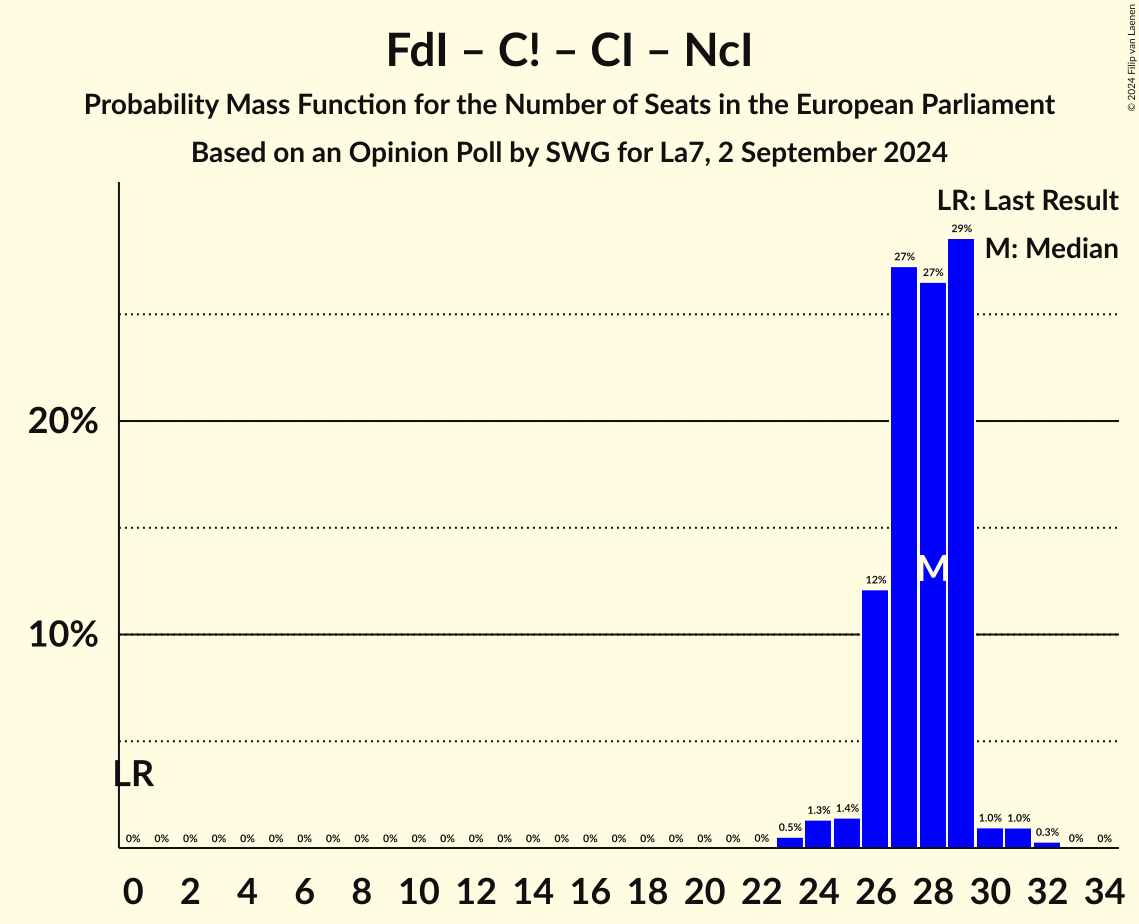 FdI – C! – CI – NcI
Probability Mass Function for the Number of Seats in the European Parliament
Based on an Opinion Poll by SWG for La7, 2 September 2024
© 2024 Filip van Laenen
LR: Last Result
M: Median
20%
10%
LR
M
0% 0% 0% 0% 0% 0% 0% 0% 0% 0% 0% 0% 0% 0% 0% 0% 0% 0% 0% 0% 0% 0% 0% 0.5% 1.3% 1.4% 12% 27% 27% 29% 1.0% 1.0% 0.3% 0% 0%
0 2 4 6 8 10 12 14 16 18 20 22 24 26 28 30 32 34